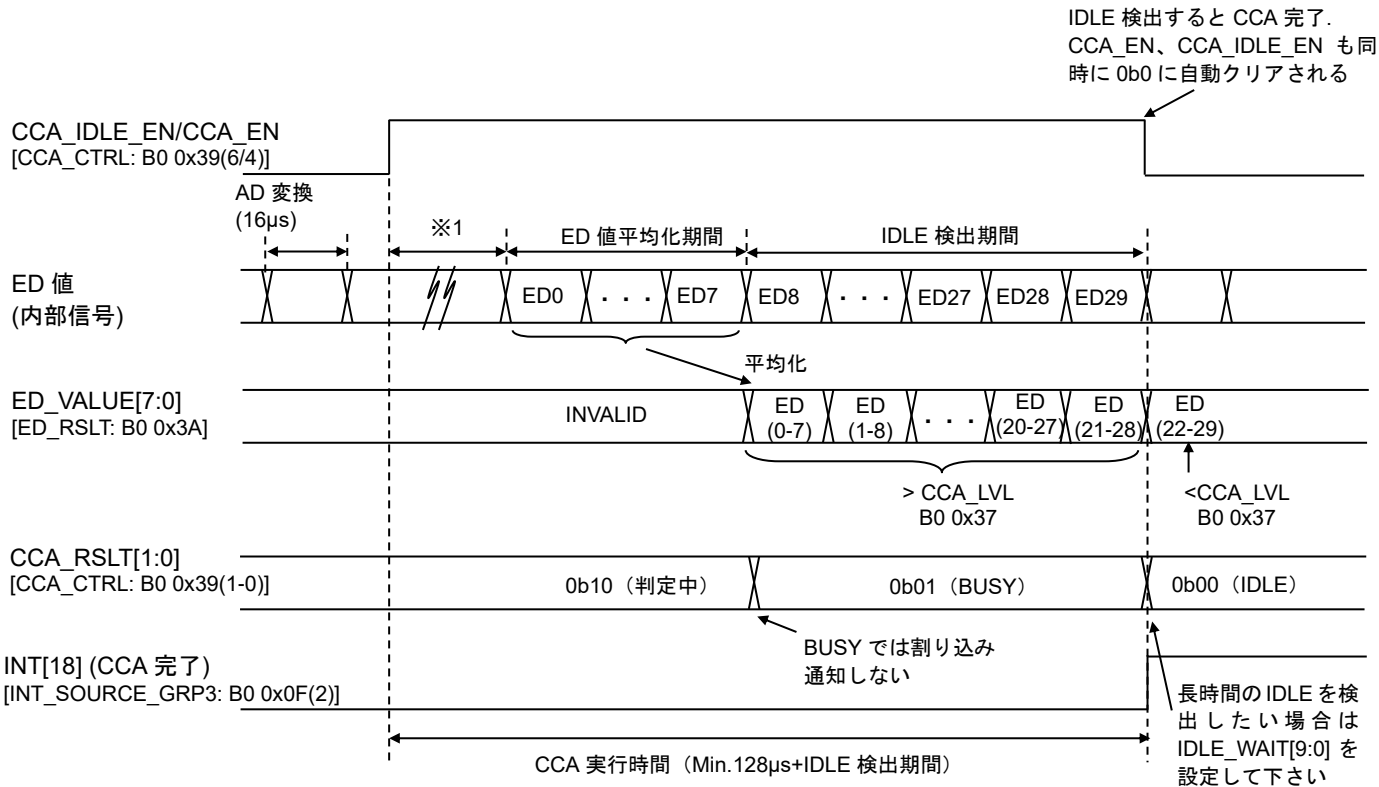 IDLE 検出すると CCA 完了.
CCA_EN、CCA_IDLE_EN も同
時に 0b0 に自動クリアされる
CCA_IDLE_EN/CCA_EN
[CCA_CTRL: B0 0x39(6/4)]
AD 変換
(16µs)
※1
ED 値平均化期間
IDLE 検出期間
ED 値
(内部信号)
ED0
・・・
ED7
ED8
・・・
ED27
ED28
ED29
平均化
ED_VALUE[7:0]
[ED_RSLT: B0 0x3A]
INVALID
ED
(0-7)
ED
(1-8)
・・・
ED
(20-27)
ED
(21-28)
ED
(22-29)
> CCA_LVL
B0 0x37
<CCA_LVL
B0 0x37
CCA_RSLT[1:0]
[CCA_CTRL: B0 0x39(1-0)]
0b10（判定中）
0b01（BUSY）
0b00（IDLE）
BUSY では割り込み
通知しない
INT[18] (CCA 完了)
[INT_SOURCE_GRP3: B0 0x0F(2)]
長時間の IDLE を検
出したい場合は
IDLE_WAIT[9:0] を
設定して下さい
CCA 実行時間（Min.128µs+IDLE 検出期間）